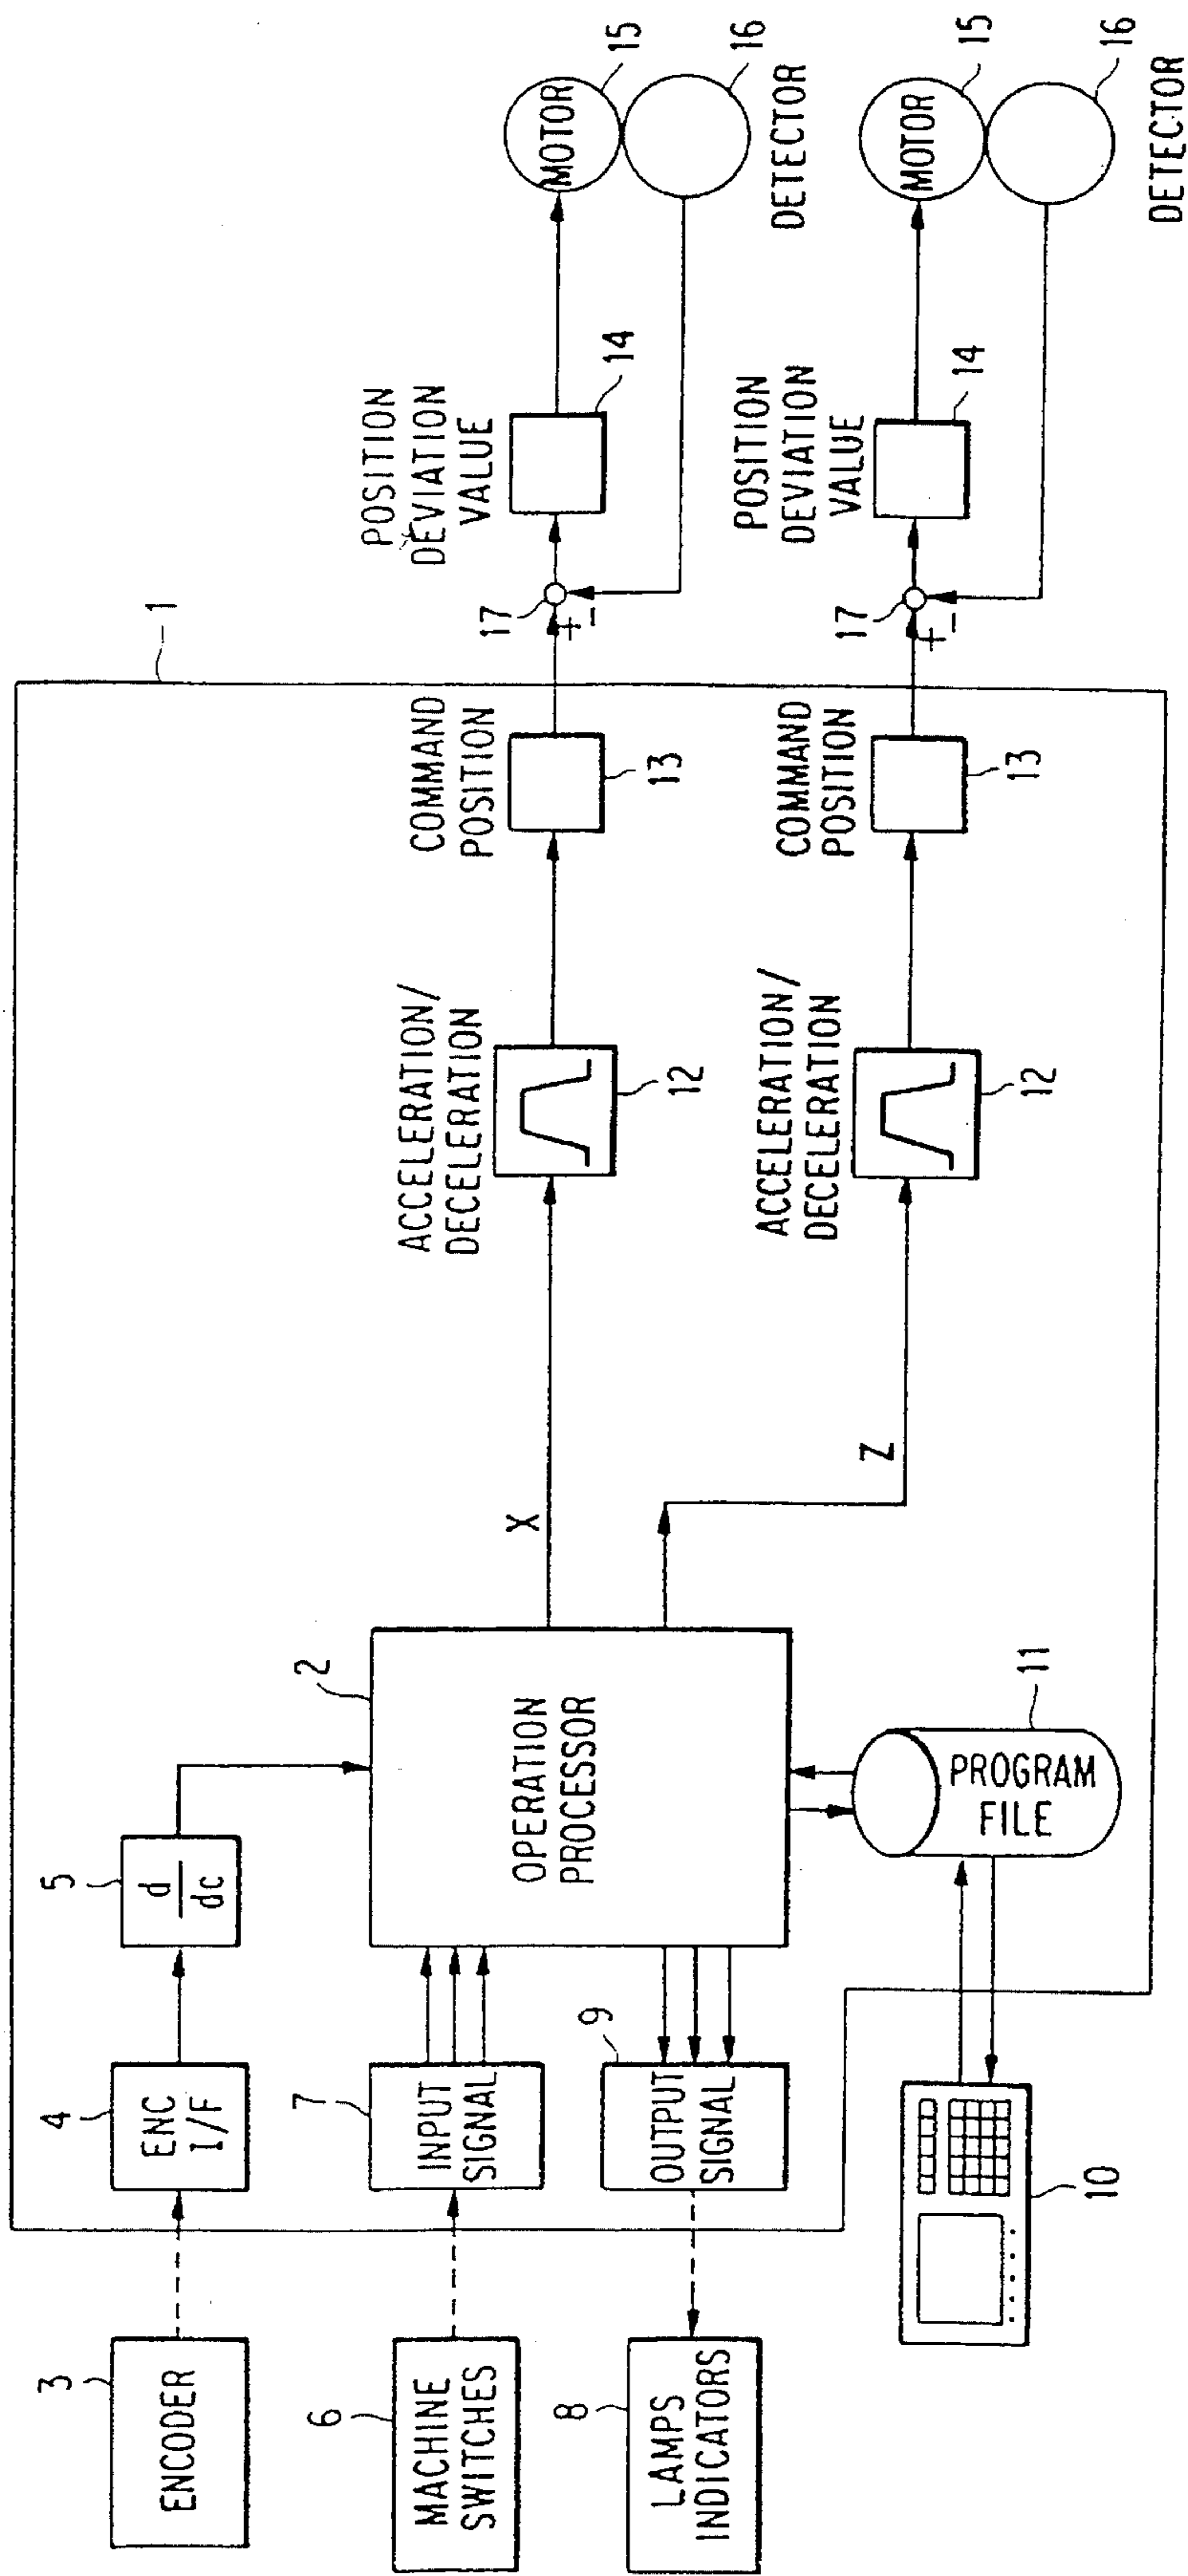 1
3
ENCODER
4
ENC
I/F
5
d
dc
6
MACHINE
SWITCHES
7
INPUT
SIGNAL
2
OPERATION
PROCESSOR
8
LAMPS
INDICATORS
9
OUTPUT
SIGNAL
10
11
PROGRAM
FILE
X
ACCELERATION/
DECELERATION
12
COMMAND
POSITION
13
17
+
-
POSITION
DEVIATION
VALUE
14
MOTOR
15
16
DETECTOR
Z
ACCELERATION/
DECELERATION
12
COMMAND
POSITION
13
17
+
-
POSITION
DEVIATION
VALUE
14
MOTOR
15
16
DETECTOR